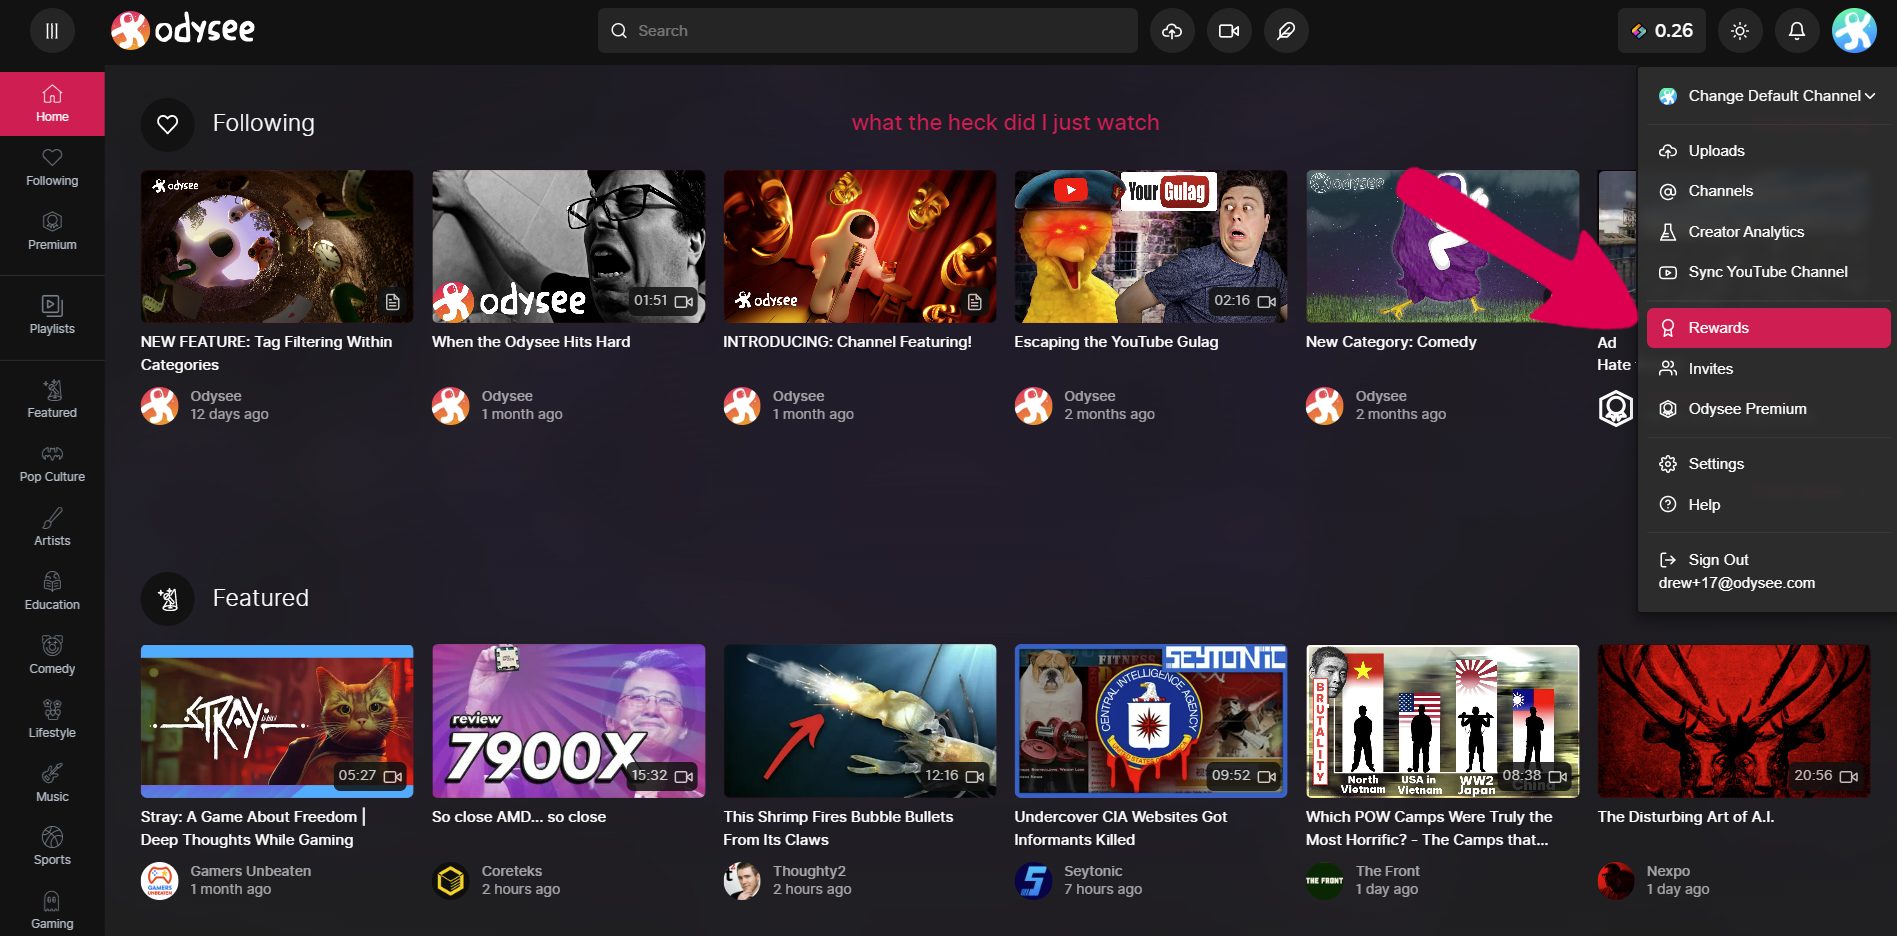 odysee
Search
0.26
Home
Following
Premium
Playlists
Featured
Pop Culture
Artists
Education
Comedy
Lifestyle
Music
Sports
Gaming
Following
what the heck did I just watch
odysee
odysee
01:51
odysee
Your Gulag
02:16
odysee
NEW FEATURE: Tag Filtering Within
Categories
Odysee
12 days ago
When the Odysee Hits Hard
Odysee
1 month ago
INTRODUCING: Channel Featuring!
Odysee
1 month ago
Escaping the YouTube Gulag
Odysee
2 months ago
New Category: Comedy
Odysee
2 months ago
Ad
Hate
Change Default Channel
Uploads
Channels
Creator Analytics
Sync YouTube Channel
Rewards
Invites
Odysee Premium
Settings
Help
Sign Out
drew+17@odysee.com
Featured
STRAY
05:27
Stray: A Game About Freedom |
Deep Thoughts While Gaming
GAMERS
UNBEATEN
Gamers Unbeaten
1 month ago
review
7900X
15:32
So close AMD... so close
Coreteks
2 hours ago
12:16
This Shrimp Fires Bubble Bullets
From Its Claws
Thoughty2
2 hours ago
FITNESS
SEYTONIC
CENTRAL INTELLIGENCE AGENCY
09:52
Undercover CIA Websites Got
Informants Killed
Seytonic
7 hours ago
BRUTALITY
North
Vietnam
USA in
Vietnam
WW2
Japan
China
08:38
Which POW Camps Were Truly the
Most Horrific? - The Camps that...
THE FRONT
The Front
1 day ago
20:56
The Disturbing Art of A.I.
Nexpo
1 day ago